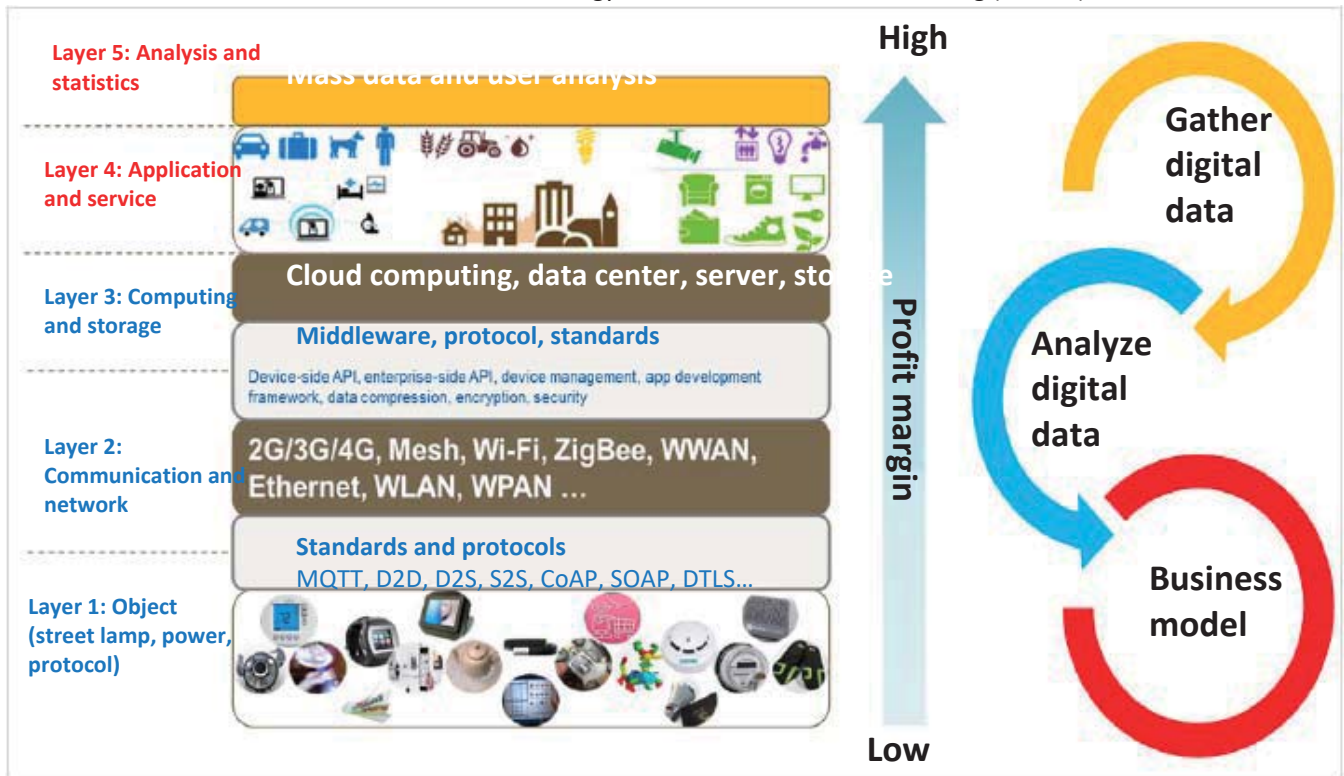 Layer 5: Analysis and
statistics
Mass data and user analysis
Layer 4: Application
and service
Cloud computing, data center, server, storage
Layer 3: Computing
and storage
Middleware, protocol, standards
Device-side API, enterprise-side API, device management, app development
framework, data compression, encryption, security
Layer 2:
Communication and
network
2G/3G/4G, Mesh, Wi-Fi, ZigBee, WWAN,
Ethernet, WLAN, WPAN ...
Standards and protocols
MQTT, D2D, D2S, S2S, CoAP, SOAP, DTLS...
Layer 1: Object
(street lamp, power,
protocol)
High
Profit margin
Low
Gather
digital
data
Analyze
digital
data
Business
model